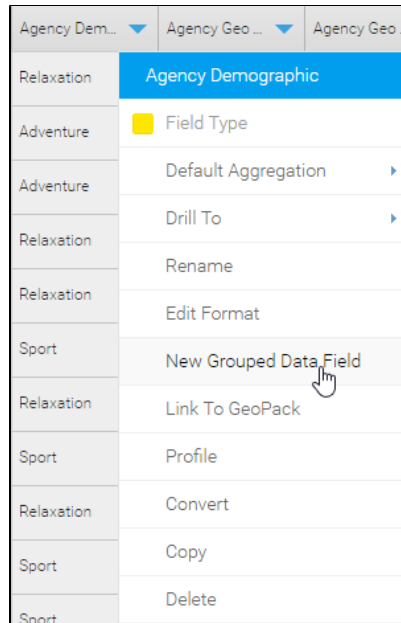 Agency Dem... Agency Geo ... Agency Geo
Relaxation
Adventure
Adventure
Relaxation
Relaxation
Sport
Relaxation
Sport
Relaxation
Sport
Sport
Agency Demographic
Field Type
Default Aggregation
Drill To
Rename
Edit Format
New Grouped Data Field
Link To GeoPack
Profile
Convert
Copy
Delete